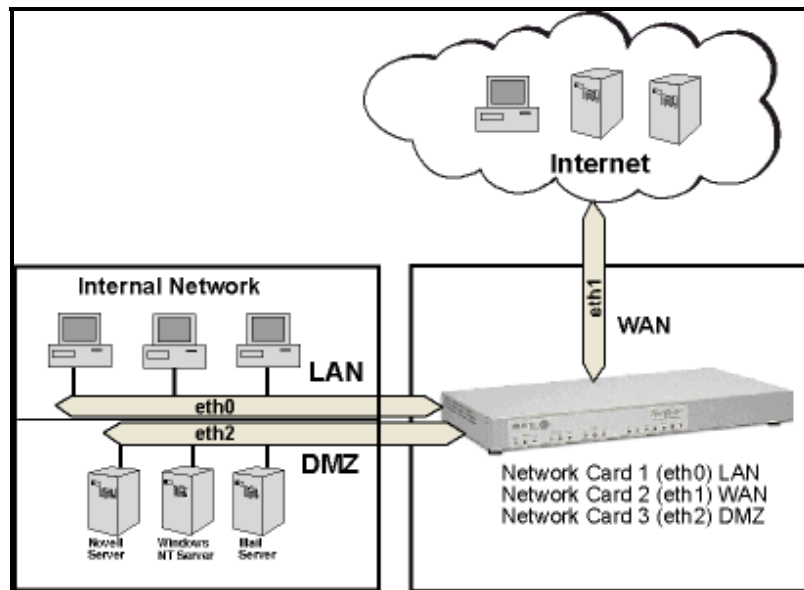 Internet
eth1
WAN
Internal Network
LAN
eth0
eth2
DMZ
Novell
Server
Windows
NT Server
Mail
Server
Network Card 1 (eth0) LAN
Network Card 2 (eth1) WAN
Network Card 3 (eth2) DMZ